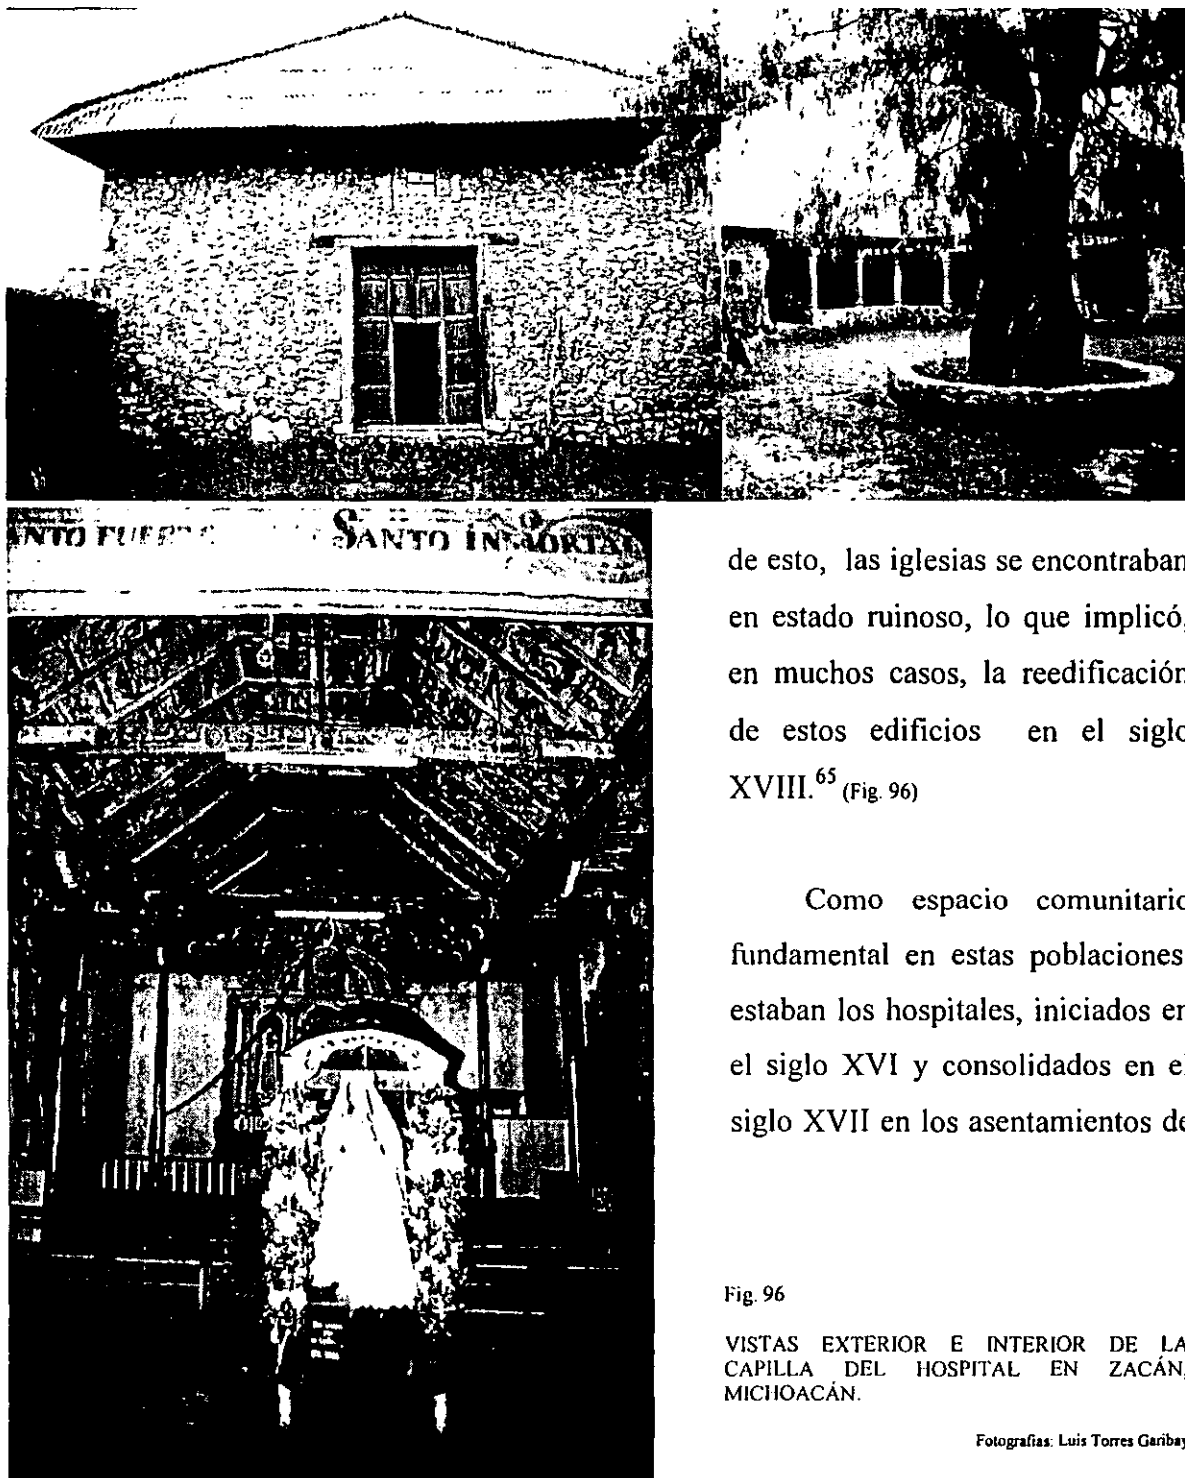 SANTO INMORTAL
de esto, las iglesias se encontraban
en estado ruinoso, lo que implicó,
en muchos casos, la reedificación
de estos edificios en el siglo
XVIII.65 (Fig. 96)
Como espacio comunitario
fundamental en estas poblaciones,
estaban los hospitales, iniciados en
el siglo XVI y consolidados en el
siglo XVII en los asentamientos de
Fig. 96
VISTAS EXTERIOR E INTERIOR DE LA
CAPILLA DEL HOSPITAL EN ZACÁN,
MICHOACÁN.
Fotografias: Luis Torres Garibay